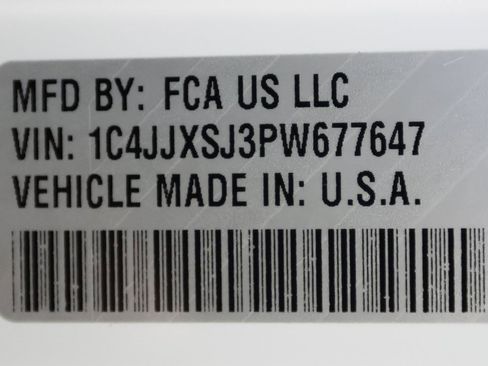 MFD BY: FCA US LLC
VIN: 1C4JJXSJ3PW677647
VEHICLE MADE IN: U.S.A.